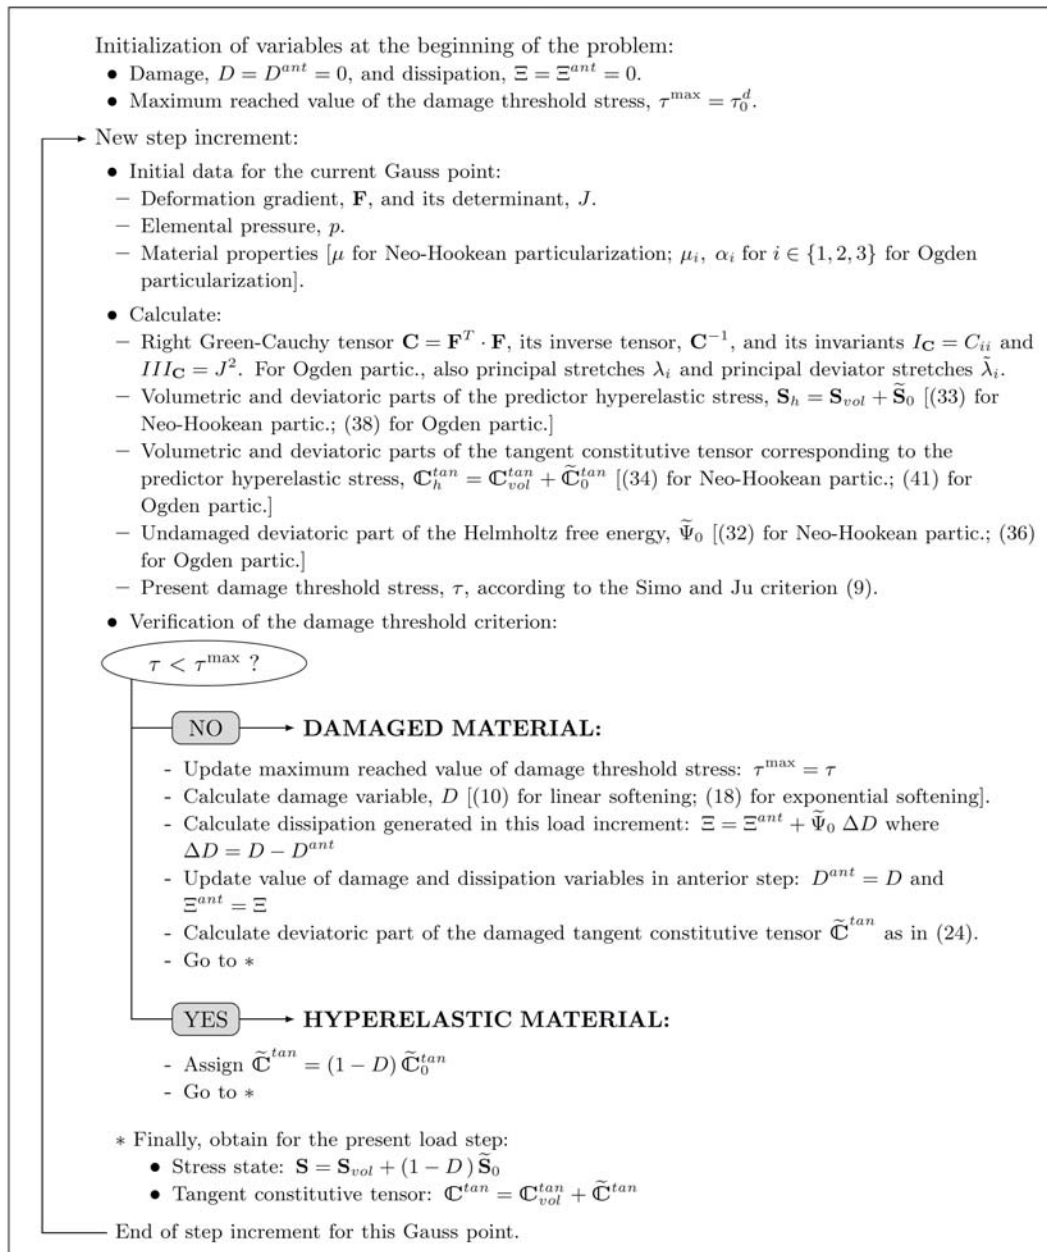 Initialization of variables at the beginning of the problem:
• Damage, D = D^{ant} = 0, and dissipation, Ξ = Ξ^{ant} = 0.
• Maximum reached value of the damage threshold stress, τ^{max} = τ_0^d.
New step increment:
• Initial data for the current Gauss point:
– Deformation gradient, F, and its determinant, J.
– Elemental pressure, p.
– Material properties [μ for Neo-Hookean particularization; μ_i, α_i for i ∈ {1, 2, 3} for Ogden
particularization].
• Calculate:
– Right Green-Cauchy tensor C = F^T · F, its inverse tensor, C^{−1}, and its invariants I_C = C_{ii} and
III_C = J^2. For Ogden partic., also principal stretches λ_i and principal deviator stretches λ̃_i.
– Volumetric and deviatoric parts of the predictor hyperelastic stress, S_h = S_{vol} + S̃_0 [(33) for
Neo-Hookean partic.; (38) for Ogden partic.]
– Volumetric and deviatoric parts of the tangent constitutive tensor corresponding to the
predictor hyperelastic stress, ℂ_h^{tan} = ℂ_{vol}^{tan} + ℂ̃_0^{tan} [(34) for Neo-Hookean partic.; (41) for
Ogden partic.]
– Undamaged deviatoric part of the Helmholtz free energy, Ψ̃_0 [(32) for Neo-Hookean partic.; (36)
for Ogden partic.]
– Present damage threshold stress, τ, according to the Simo and Ju criterion (9).
• Verification of the damage threshold criterion:
τ < τ^{max} ?
NO DAMAGED MATERIAL:
- Update maximum reached value of damage threshold stress: τ^{max} = τ
- Calculate damage variable, D [(10) for linear softening; (18) for exponential softening].
- Calculate dissipation generated in this load increment: Ξ = Ξ^{ant} + Ψ̃_0 ΔD where
ΔD = D − D^{ant}
- Update value of damage and dissipation variables in anterior step: D^{ant} = D and
Ξ^{ant} = Ξ
- Calculate deviatoric part of the damaged tangent constitutive tensor ℂ̃^{tan} as in (24).
- Go to *
YES HYPERELASTIC MATERIAL:
- Assign ℂ̃^{tan} = (1 − D) ℂ̃_0^{tan}
- Go to *
* Finally, obtain for the present load step:
• Stress state: S = S_{vol} + (1 − D) S̃_0
• Tangent constitutive tensor: ℂ^{tan} = ℂ_{vol}^{tan} + ℂ̃^{tan}
End of step increment for this Gauss point.